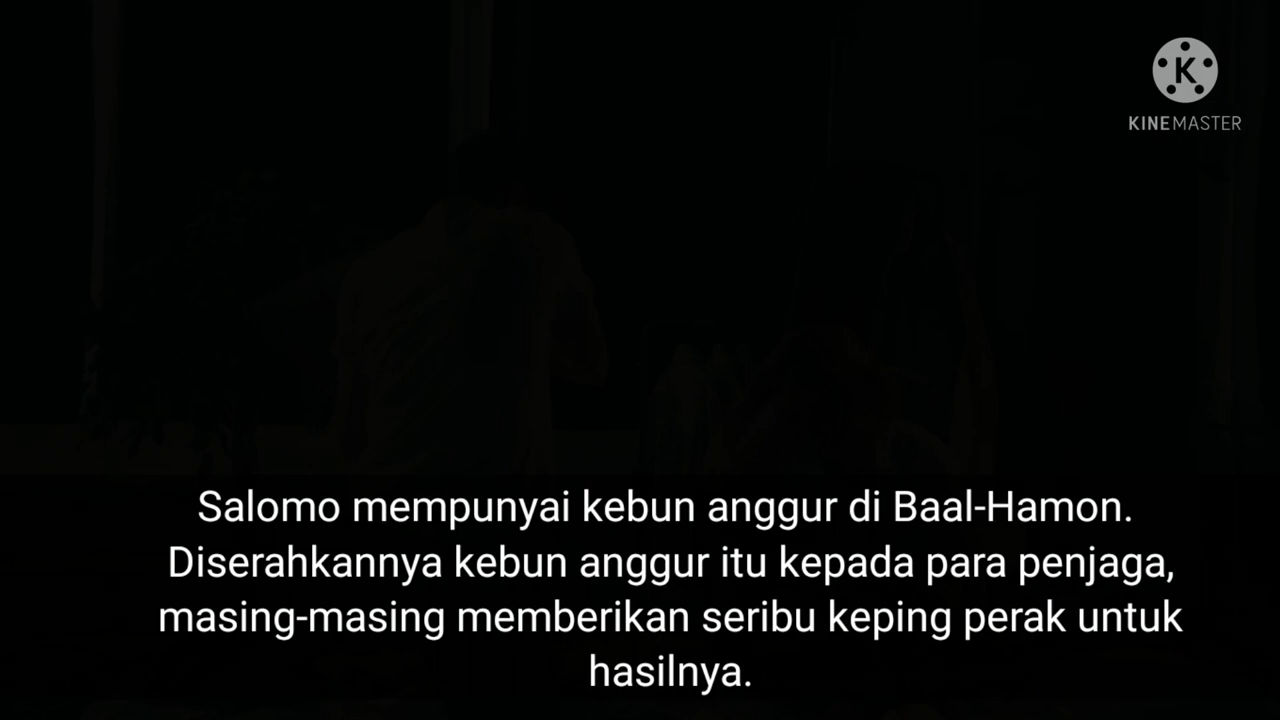 K
KINEMASTER
Salomo mempunyai kebun anggur di Baal-Hamon.
Diserahkannya kebun anggur itu kepada para penjaga,
masing-masing memberikan seribu keping perak untuk
hasilnya.